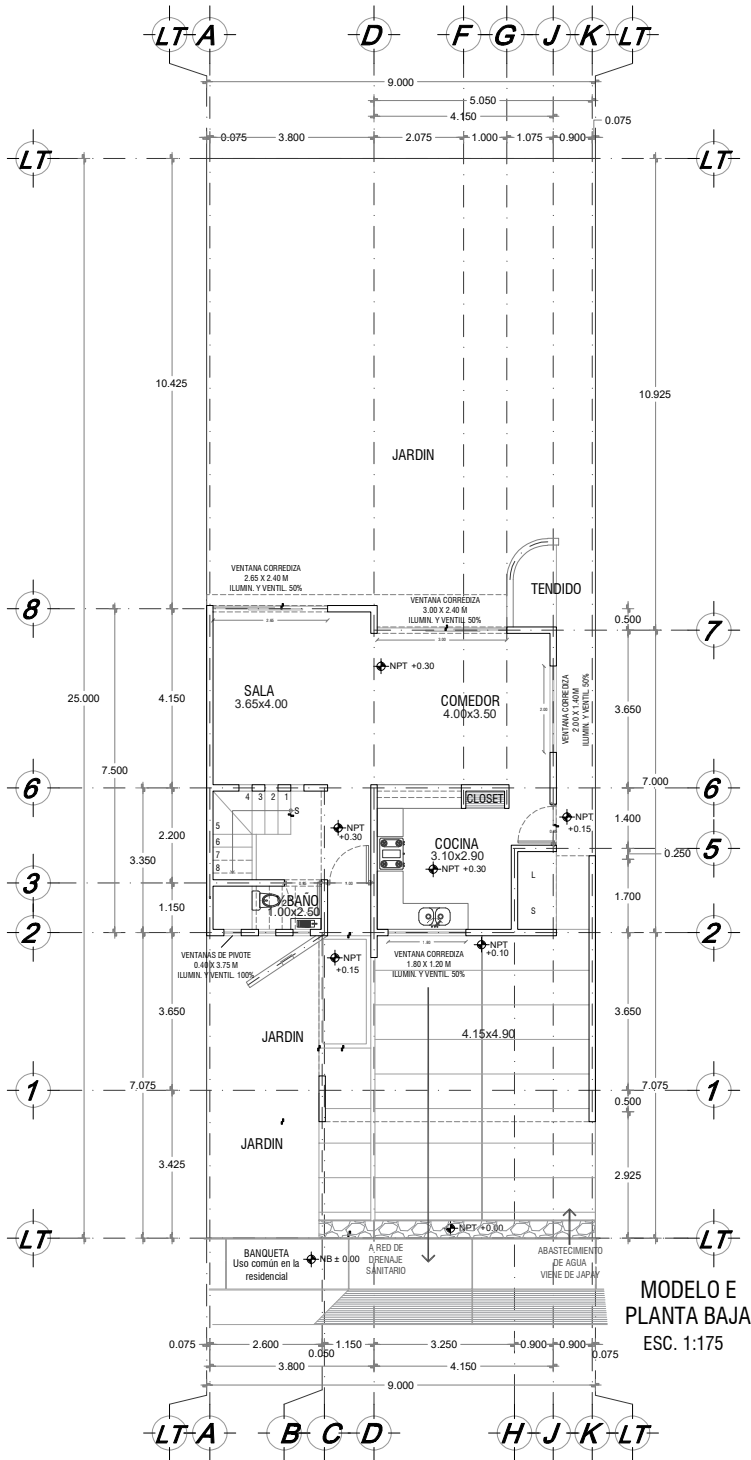 LT A D F G J K LT
9.000
5.050
4.150
0.075
0.075 3.800 2.075 1.000 1.075 0.900
LT LT
10.425
10.925
JARDIN
VENTANA CORREDIZA
2.65 X 2.40 M
ILUMIN. Y VENTIL. 50%
VENTANA CORREDIZA
3.00 X 2.40 M
ILUMIN. Y VENTIL. 50%
TENDIDO
8
0.500
7
2.65
3.00
NPT +0.30
SALA
3.65x4.00
COMEDOR
4.00x3.50
VENTANA CORREDIZA
2.00 X 1.40M
ILUMIN. Y VENTIL. 50%
2.00
25.000
4.150
3.650
7.500
6 6
7.000
4 3 2 1
S
5
6
7
8
CLOSET
NPT
+0.30
NPT
+0.15
1.400
2.200
COCINA
3.10x2.90
NPT +0.30
3.350
5
0.250
3
L
S
1.700
1.150
½BAÑO
1.00x2.50
2 2
VENTANAS DE PIVOTE
0.40 X 3.75 M
ILUMIN. Y VENTIL. 100%
NPT
+0.15
VENTANA CORREDIZA
1.80 X 1.20 M
ILUMIN. Y VENTIL. 50%
NPT
+0.10
3.650
3.650
JARDIN
4.15x4.90
7.075
1 1
7.075
0.500
JARDIN
3.425
2.925
NPT +0.00
LT LT
BANQUETA
Uso común en la
residencial
NB ± 0.00
A RED DE
DRENAJE
SANITARIO
ABASTECIMIENTO
DE AGUA
VIENE DE JAPAY
MODELO E
PLANTA BAJA
ESC. 1:175
0.075 2.600 1.150 3.250 0.900 0.900
0.050
0.075
3.800 4.150
9.000
LT A B C D H J K LT